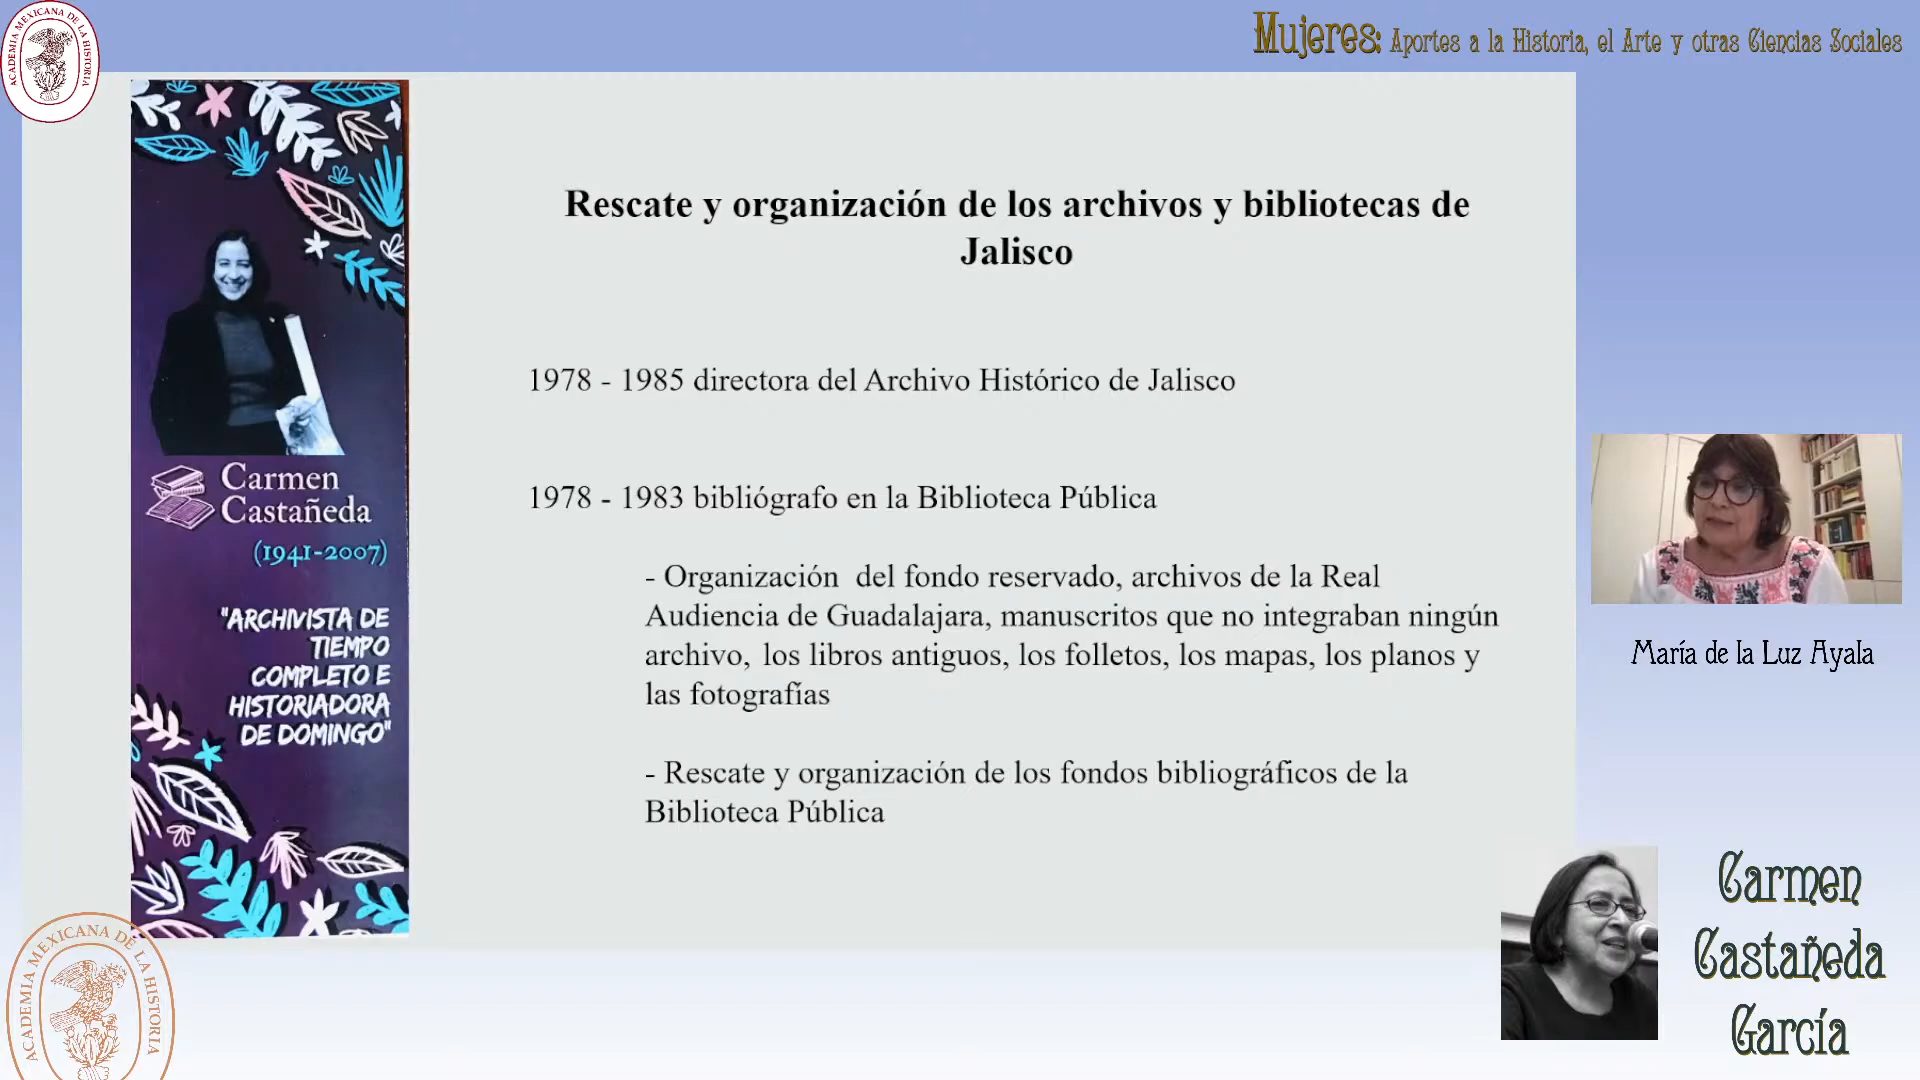 ACADEMIA MEXICANA DE LA HISTORIA
Mujeres: Aportes a la Historia, el Arte y otras Ciencias Sociales
Rescate y organización de los archivos y bibliotecas de
Jalisco
1978 - 1985 directora del Archivo Histórico de Jalisco
1978 - 1983 bibliógrafo en la Biblioteca Pública
- Organización  del fondo reservado, archivos de la Real
Audiencia de Guadalajara, manuscritos que no integraban ningún
archivo, los libros antiguos, los folletos, los mapas, los planos y
las fotografías
- Rescate y organización de los fondos bibliográficos de la
Biblioteca Pública
Carmen
Castañeda
(1941-2007)
"ARCHIVISTA DE
TIEMPO
COMPLETO E
HISTORIADORA
DE DOMINGO"
María de la Luz Ayala
Carmen
Castañeda
García
ACADEMIA MEXICANA DE LA HISTORIA